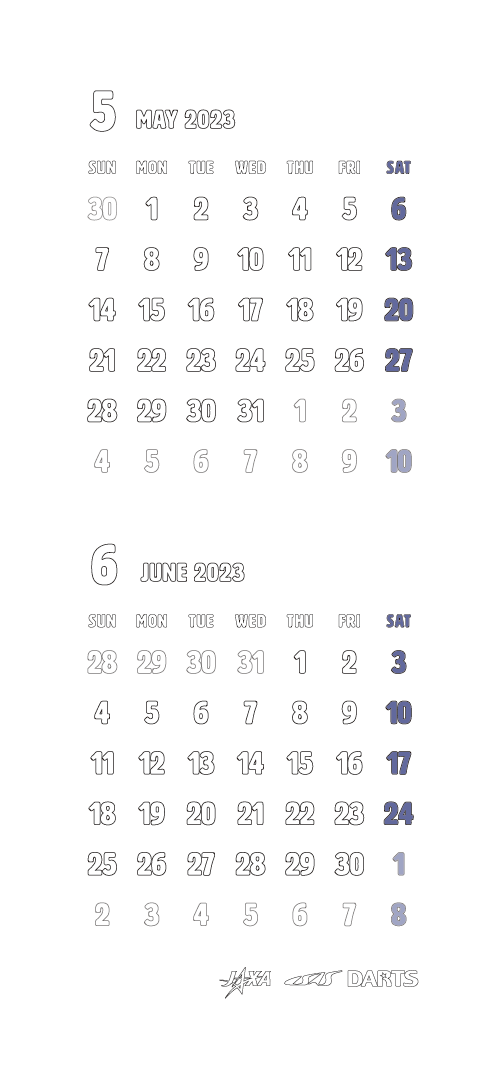 5 MAY 2023
SUN MON TUE WED THU FRI SAT
30 1 2 3 4 5 6
7 8 9 10 11 12 13
14 15 16 17 18 19 20
21 22 23 24 25 26 27
28 29 30 31 1 2 3
4 5 6 7 8 9 10
6 JUNE 2023
SUN MON TUE WED THU FRI SAT
28 29 30 31 1 2 3
4 5 6 7 8 9 10
11 12 13 14 15 16 17
18 19 20 21 22 23 24
25 26 27 28 29 30 1
2 3 4 5 6 7 8
JAXA DARTS